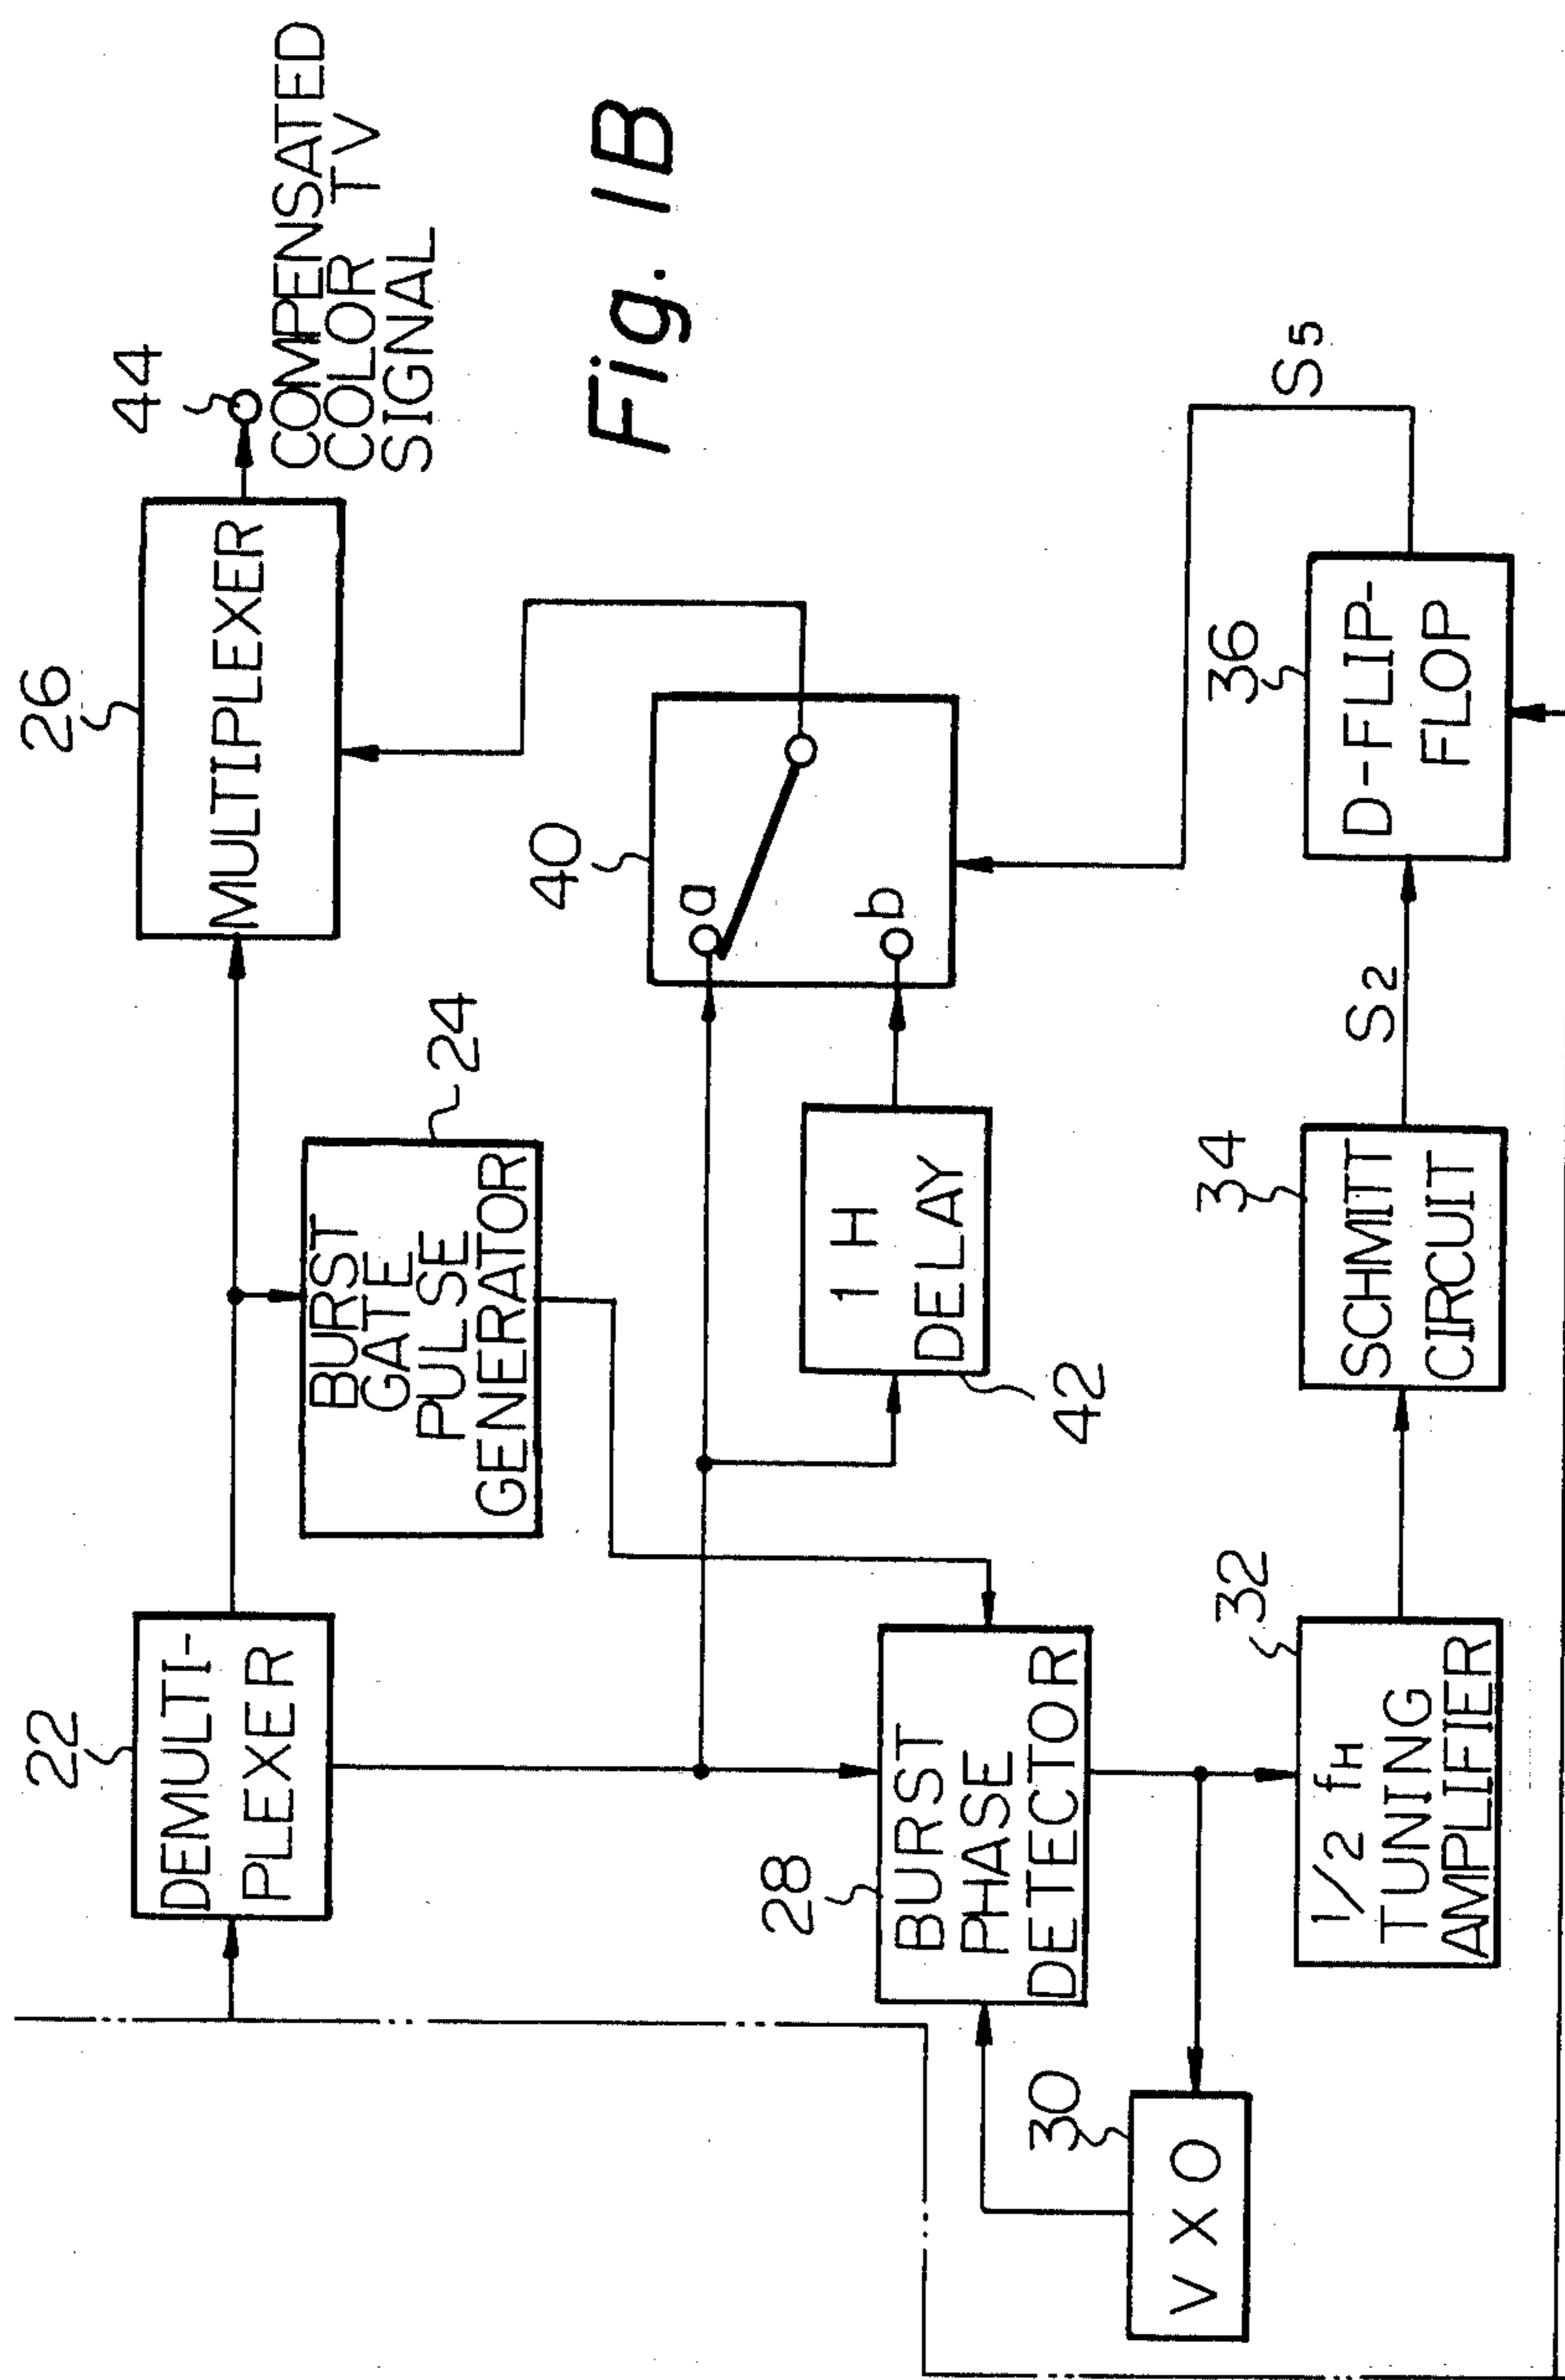 26
44
MULTIPLEXER
COMPENSATED
COLOR TV
SIGNAL
22
DEMULTI-
PLEXER
24
BURST
GATE
PULSE
GENERATOR
Fig. 1B
40
a
b
28
BURST
PHASE
DETECTOR
1 H
DELAY
42
30
V X O
32
1/2 fH
TUNING
AMPLIFIER
34
SCHMITT
CIRCUIT
S2
36
D-FLIP-
FLOP
S5